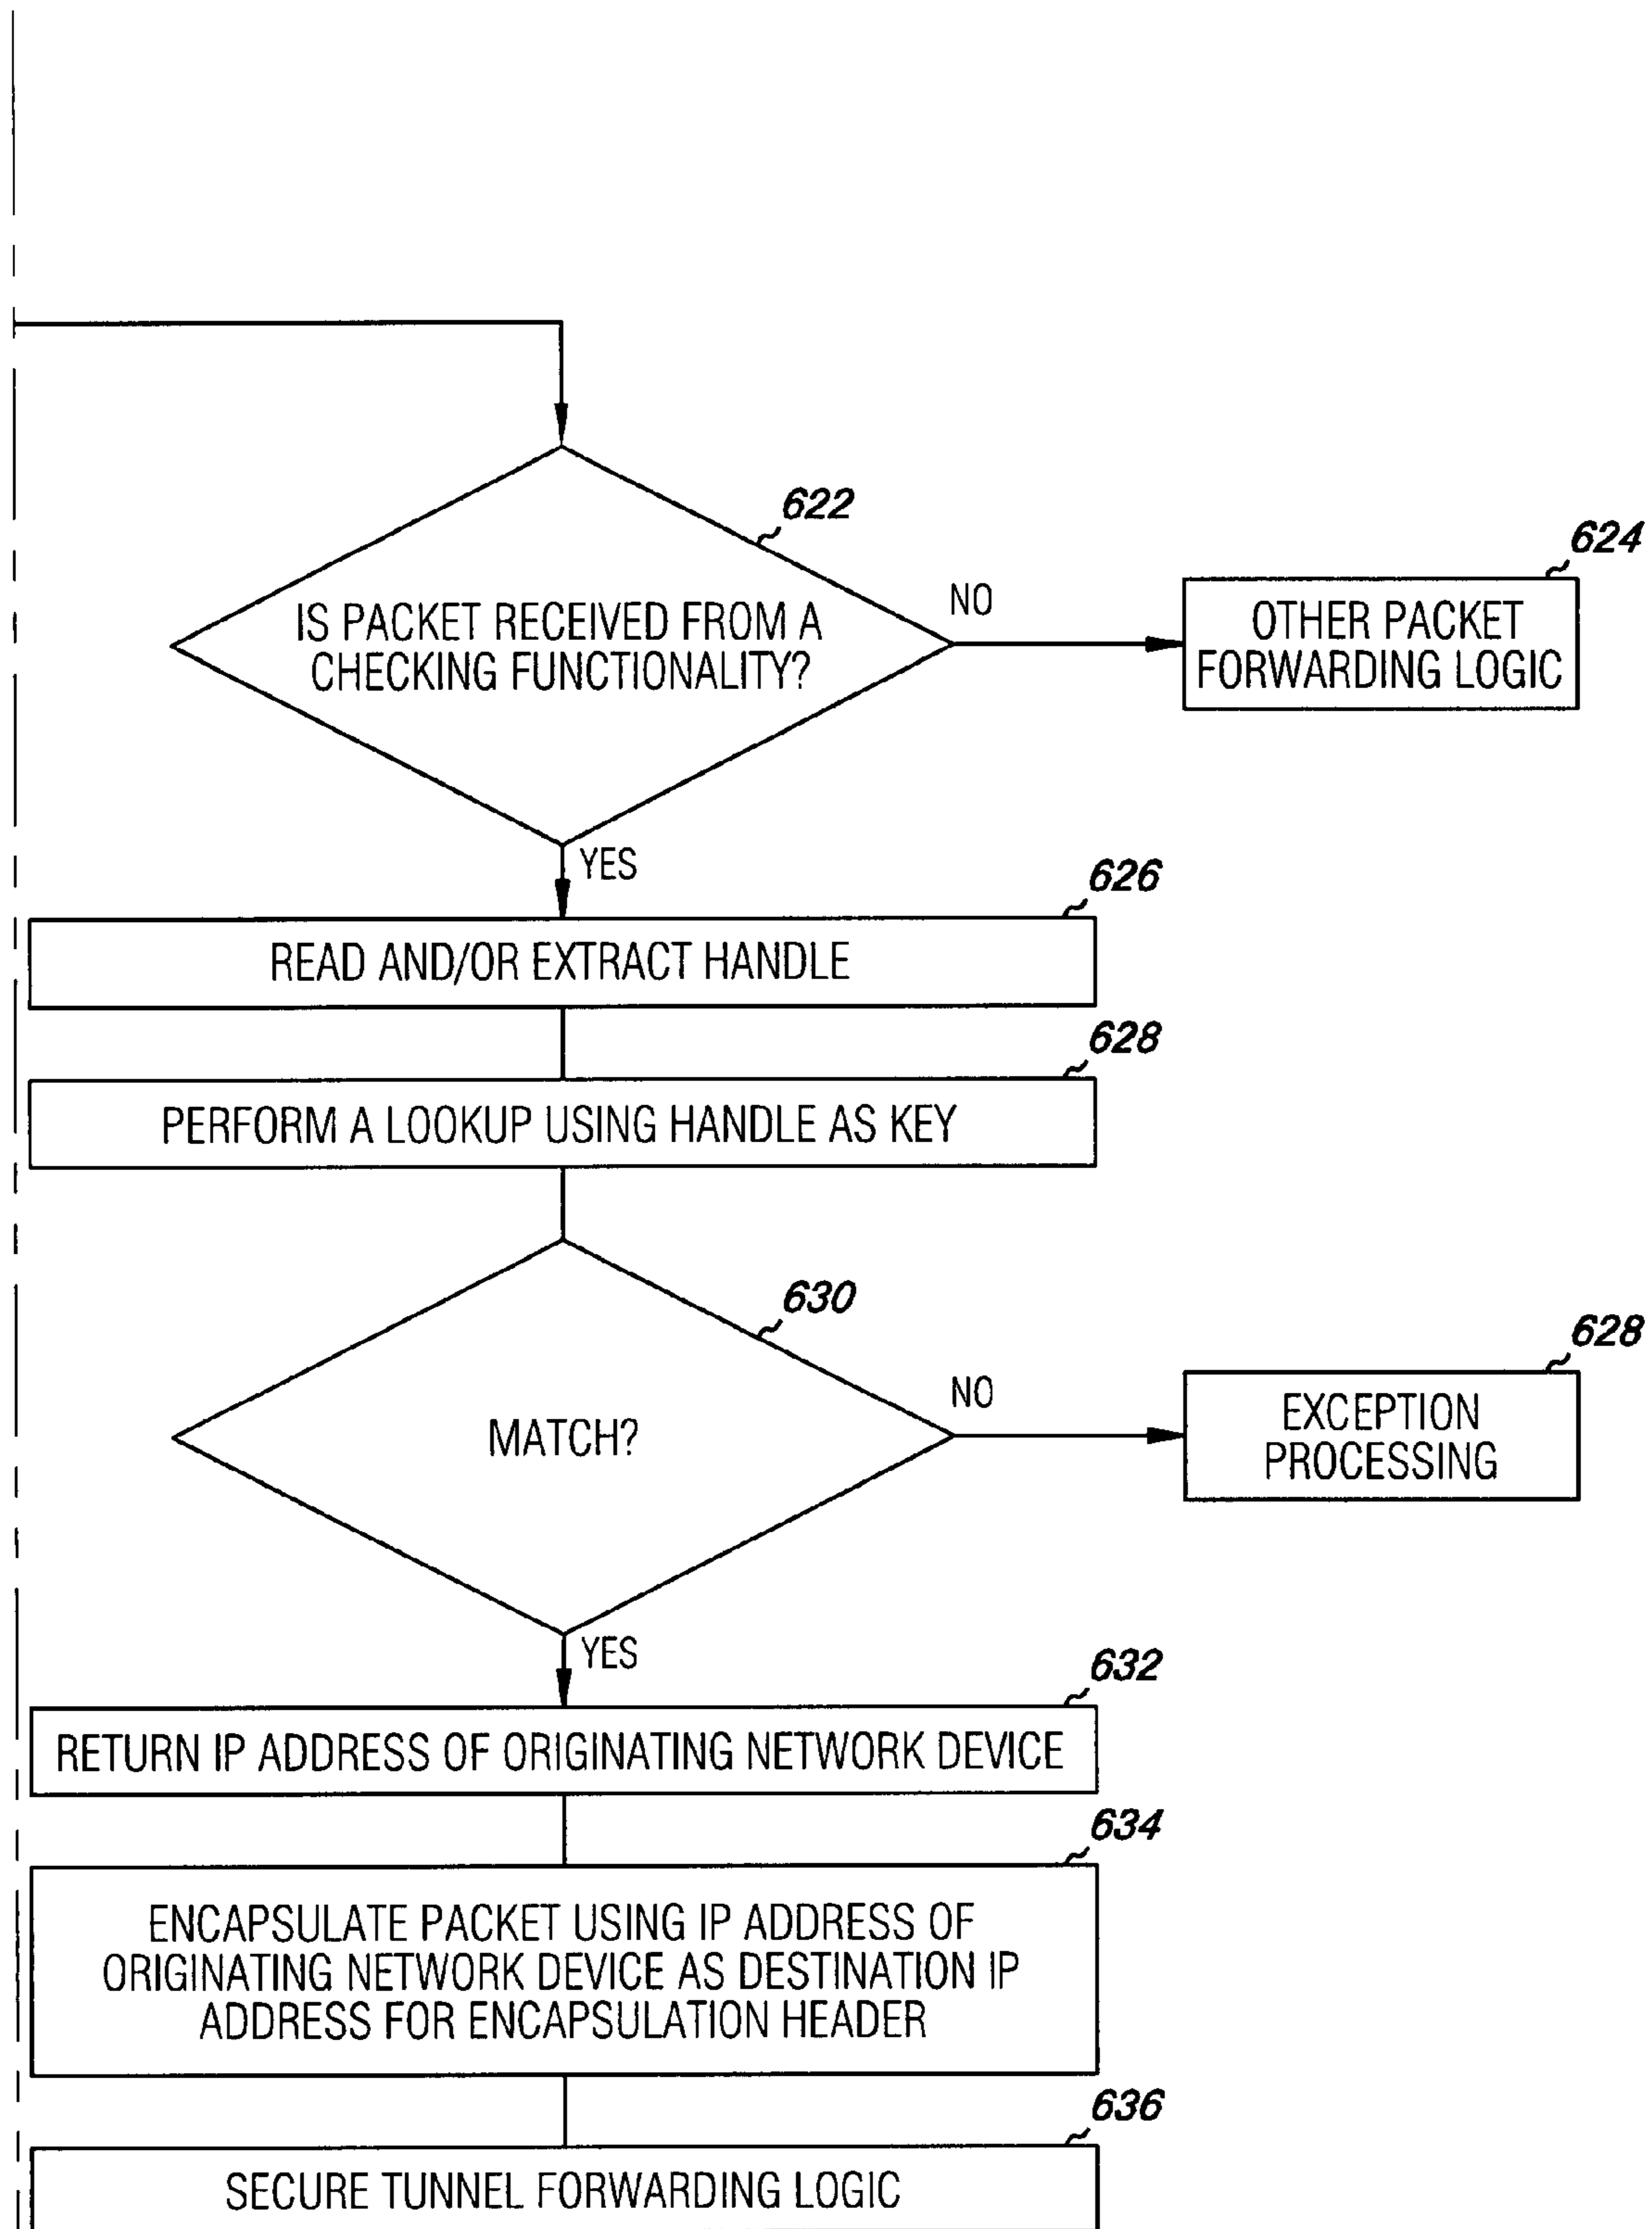 622
IS PACKET RECEIVED FROM A
CHECKING FUNCTIONALITY?
NO
624
OTHER PACKET
FORWARDING LOGIC
YES
626
READ AND/OR EXTRACT HANDLE
628
PERFORM A LOOKUP USING HANDLE AS KEY
630
MATCH?
NO
628
EXCEPTION
PROCESSING
YES
632
RETURN IP ADDRESS OF ORIGINATING NETWORK DEVICE
634
ENCAPSULATE PACKET USING IP ADDRESS OF
ORIGINATING NETWORK DEVICE AS DESTINATION IP
ADDRESS FOR ENCAPSULATION HEADER
636
SECURE TUNNEL FORWARDING LOGIC